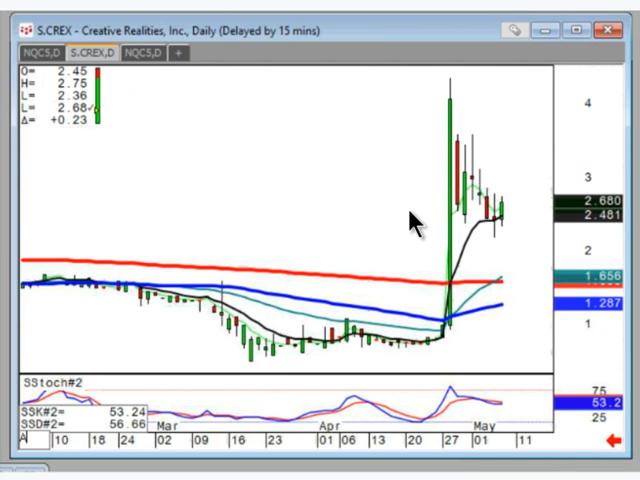 S.CREX - Creative Realities, Inc., Daily (Delayed by 15 mins)
NQC5,D S.CREX,D NQC5,D +
O= 2.45
H= 2.75
L= 2.36
L= 2.68✓
Δ= +0.23
4
3
2.680
2.481
2
1.656
1.287
1
SStoch#2
75
SSK#2= 53.24
53.2
SSD#2= 56.66
25
Mar Apr May
A 10 18 24 02 09 16 23 01 06 13 20 27 01 11